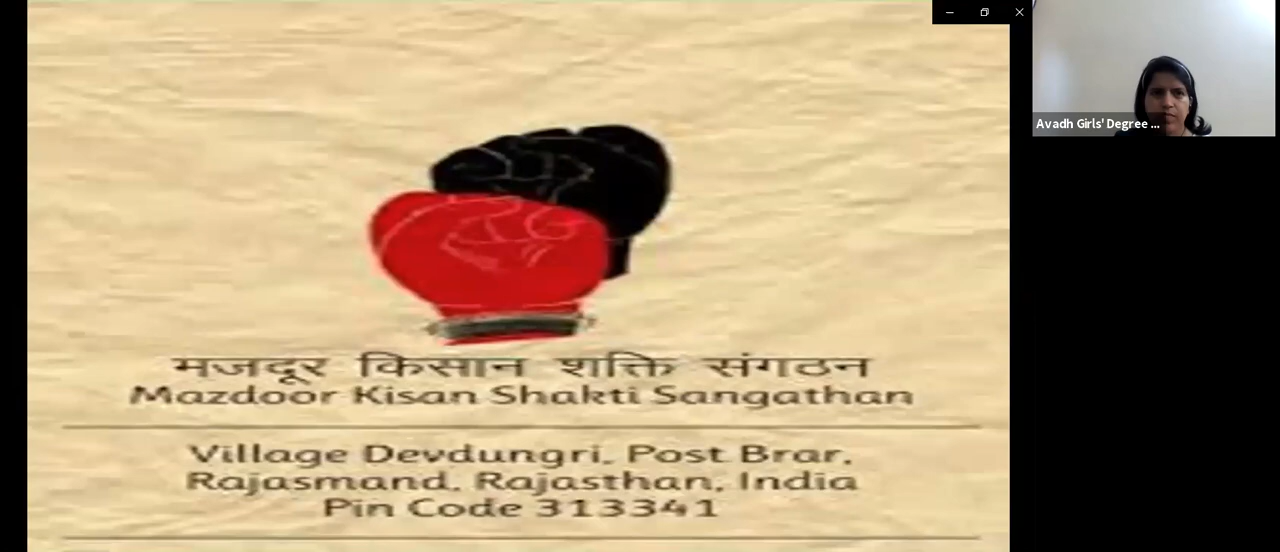 Avadh Girls' Degree ...
मजदूर किसान शक्ति संगठन
Mazdoor Kisan Shakti Sangathan
Village Devdungri, Post Brar,
Rajasmand, Rajasthan, India
Pin Code 313341